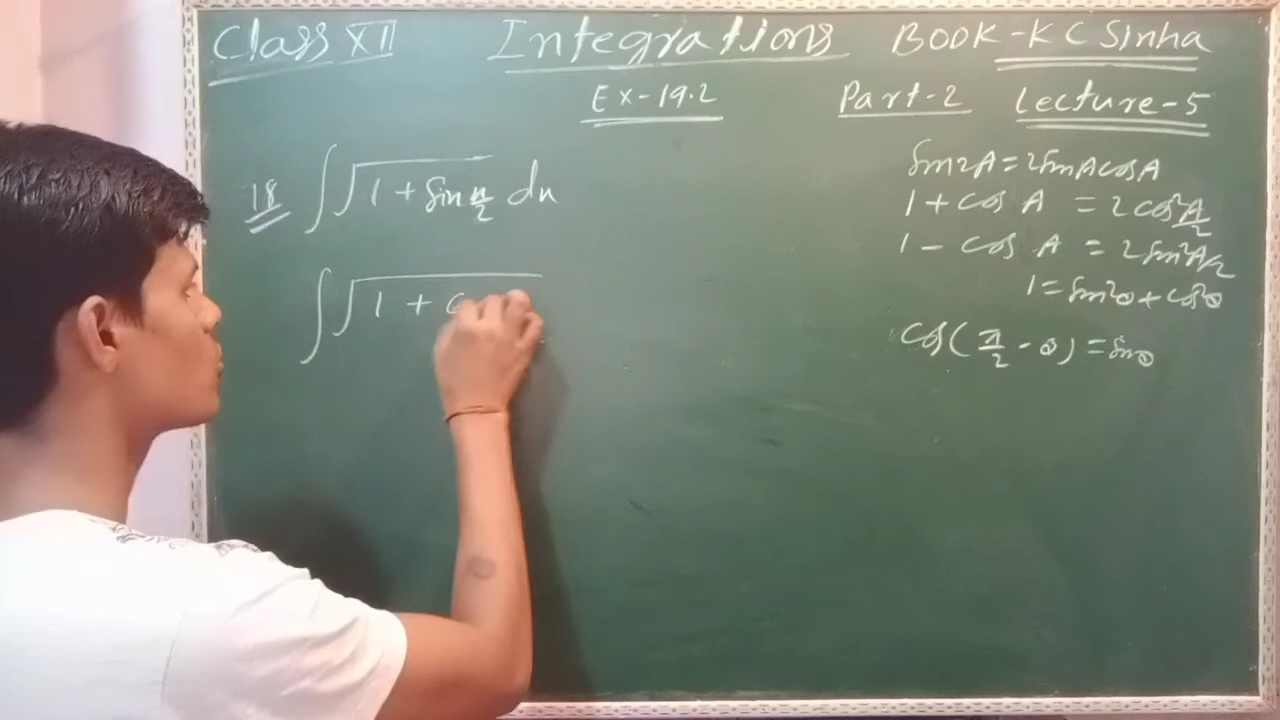 Class XII Integrations BOOK-KC Sinha
Ex-19.2 Part-2 Lecture-5
18 ∫√1 + sin x/2 dx
∫√1 + c
sin2A = 2sinAcosA
1 + cos A = 2cos²A/2
1 - cos A = 2sin²A/2
1 = sin²θ + cos²θ
cos(π/2 - θ) = sinθ